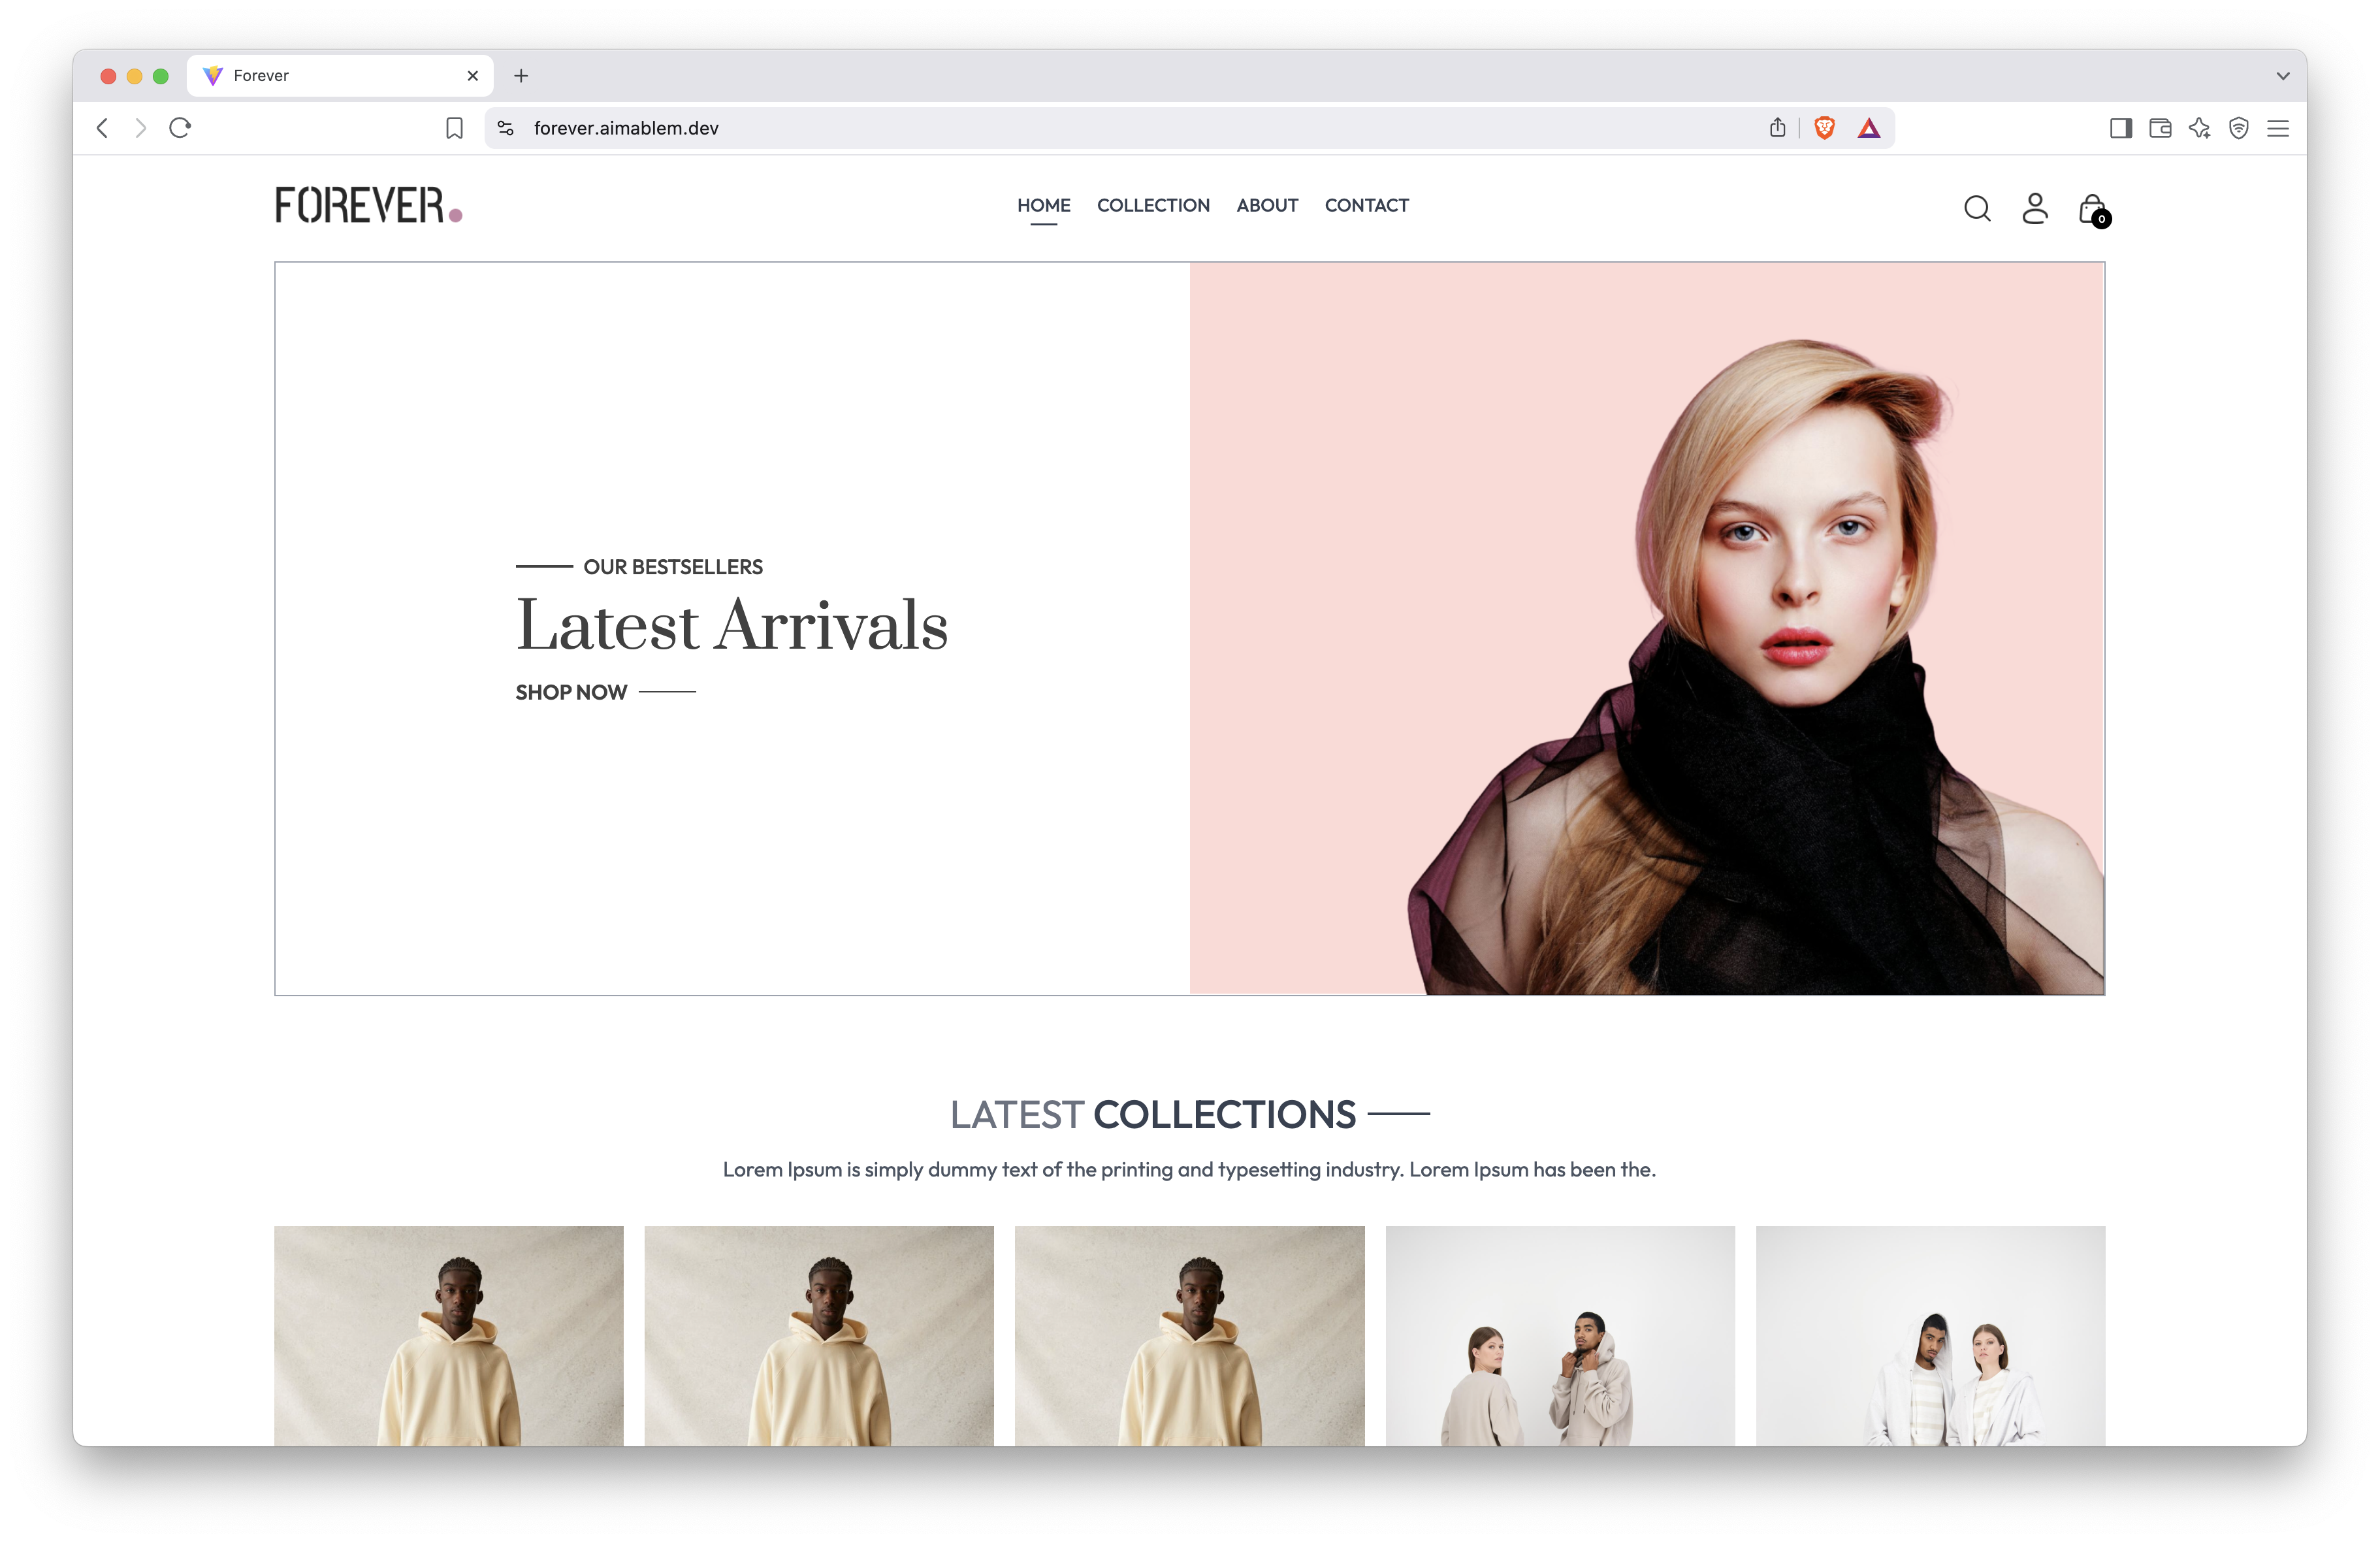 Forever
forever.aimablem.dev
FOREVER.
HOME COLLECTION ABOUT CONTACT
0
OUR BESTSELLERS
Latest Arrivals
SHOP NOW
LATEST COLLECTIONS
Lorem Ipsum is simply dummy text of the printing and typesetting industry. Lorem Ipsum has been the.